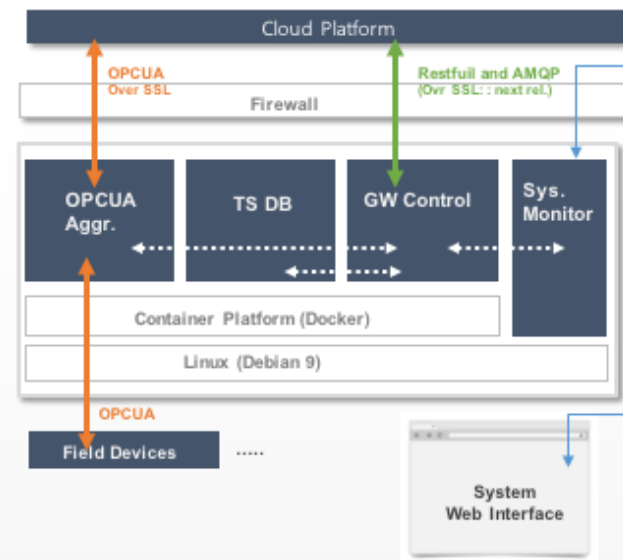 Cloud Platform
OPCUA
Over SSL
Restfuil and AMQP
(Ovr SSL: : next rel.)
Firewall
OPCUA
Aggr.
TS DB
GW Control
Sys.
Monitor
Container Platform (Docker)
Linux (Debian 9)
OPCUA
Field Devices
.....
System
Web Interface